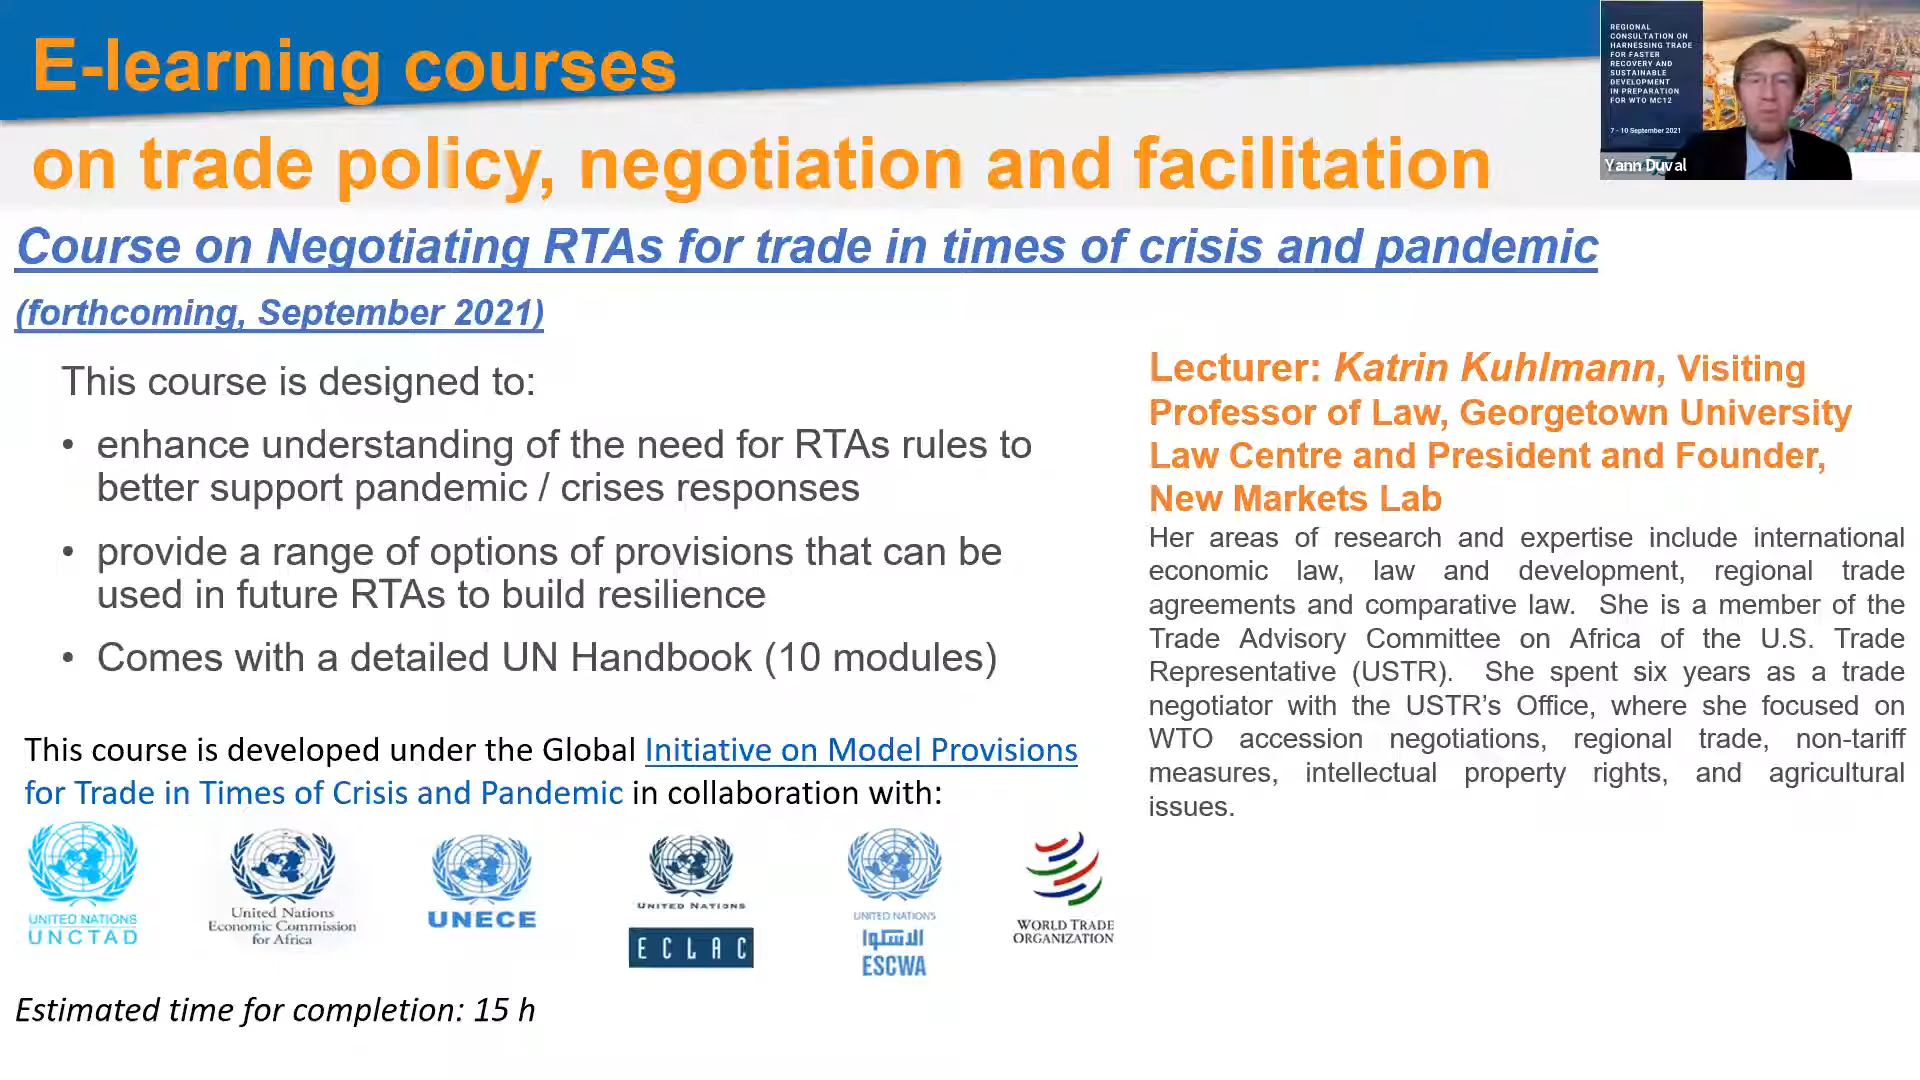 E-learning courses
on trade policy, negotiation and facilitation
REGIONAL
CONSULTATION ON
HARNESSING TRADE
FOR FASTER
RECOVERY AND
SUSTAINABLE
DEVELOPMENT
IN PREPARATION
FOR WTO MC12
7 - 10 September 2021
Yann Duval
Course on Negotiating RTAs for trade in times of crisis and pandemic
(forthcoming, September 2021)
This course is designed to:
• enhance understanding of the need for RTAs rules to
better support pandemic / crises responses
• provide a range of options of provisions that can be
used in future RTAs to build resilience
• Comes with a detailed UN Handbook (10 modules)
This course is developed under the Global Initiative on Model Provisions
for Trade in Times of Crisis and Pandemic in collaboration with:
UNITED NATIONS
UNCTAD
United Nations
Economic Commission
for Africa
UNECE
UNITED NATIONS
ECLAC
UNITED NATIONS
الاسكوا
ESCWA
WORLD TRADE
ORGANIZATION
Estimated time for completion: 15 h
Lecturer: Katrin Kuhlmann, Visiting
Professor of Law, Georgetown University
Law Centre and President and Founder,
New Markets Lab
Her areas of research and expertise include international
economic law, law and development, regional trade
agreements and comparative law. She is a member of the
Trade Advisory Committee on Africa of the U.S. Trade
Representative (USTR). She spent six years as a trade
negotiator with the USTR’s Office, where she focused on
WTO accession negotiations, regional trade, non-tariff
measures, intellectual property rights, and agricultural
issues.